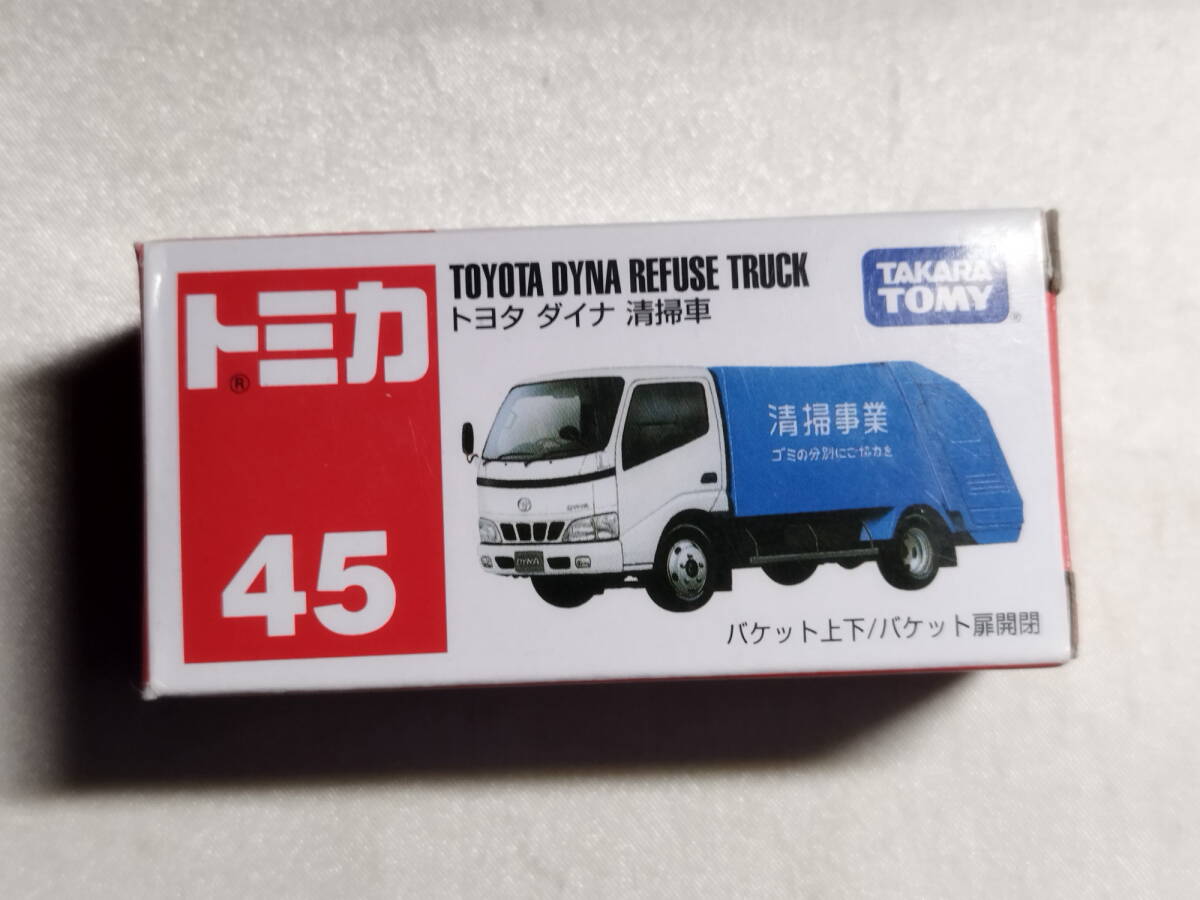 トミカ
®
45
TOYOTA DYNA REFUSE TRUCK
トヨタ ダイナ 清掃車
TAKARA
TOMY
®
清掃事業
ゴミの分別にご協力を
DYNA
DYNA
バケット上下/バケット扉開閉